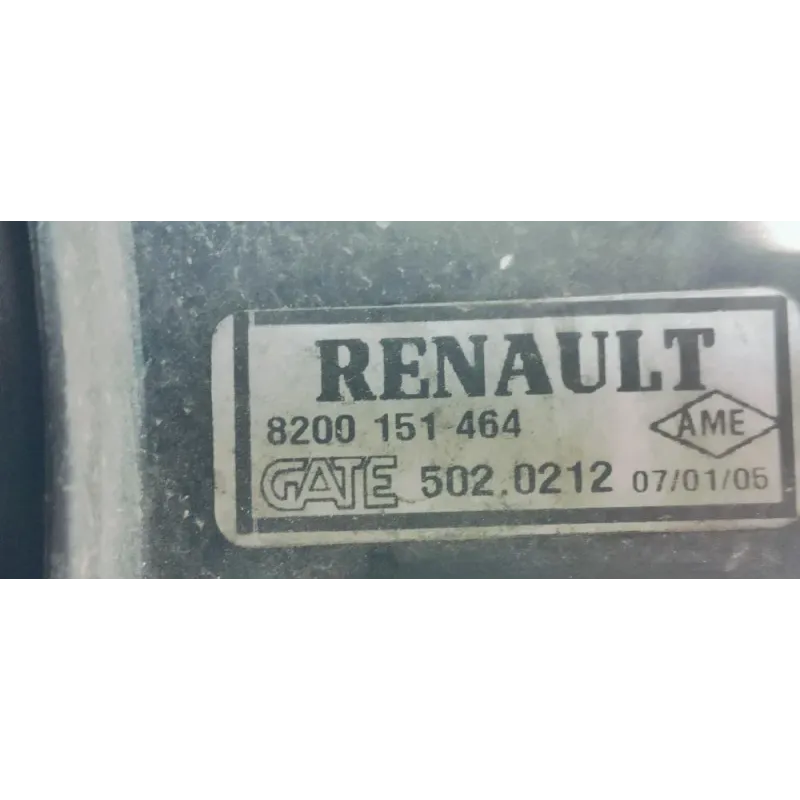 RENAULT
8200 151 464 AME
GATE 502.0212 07/01/05